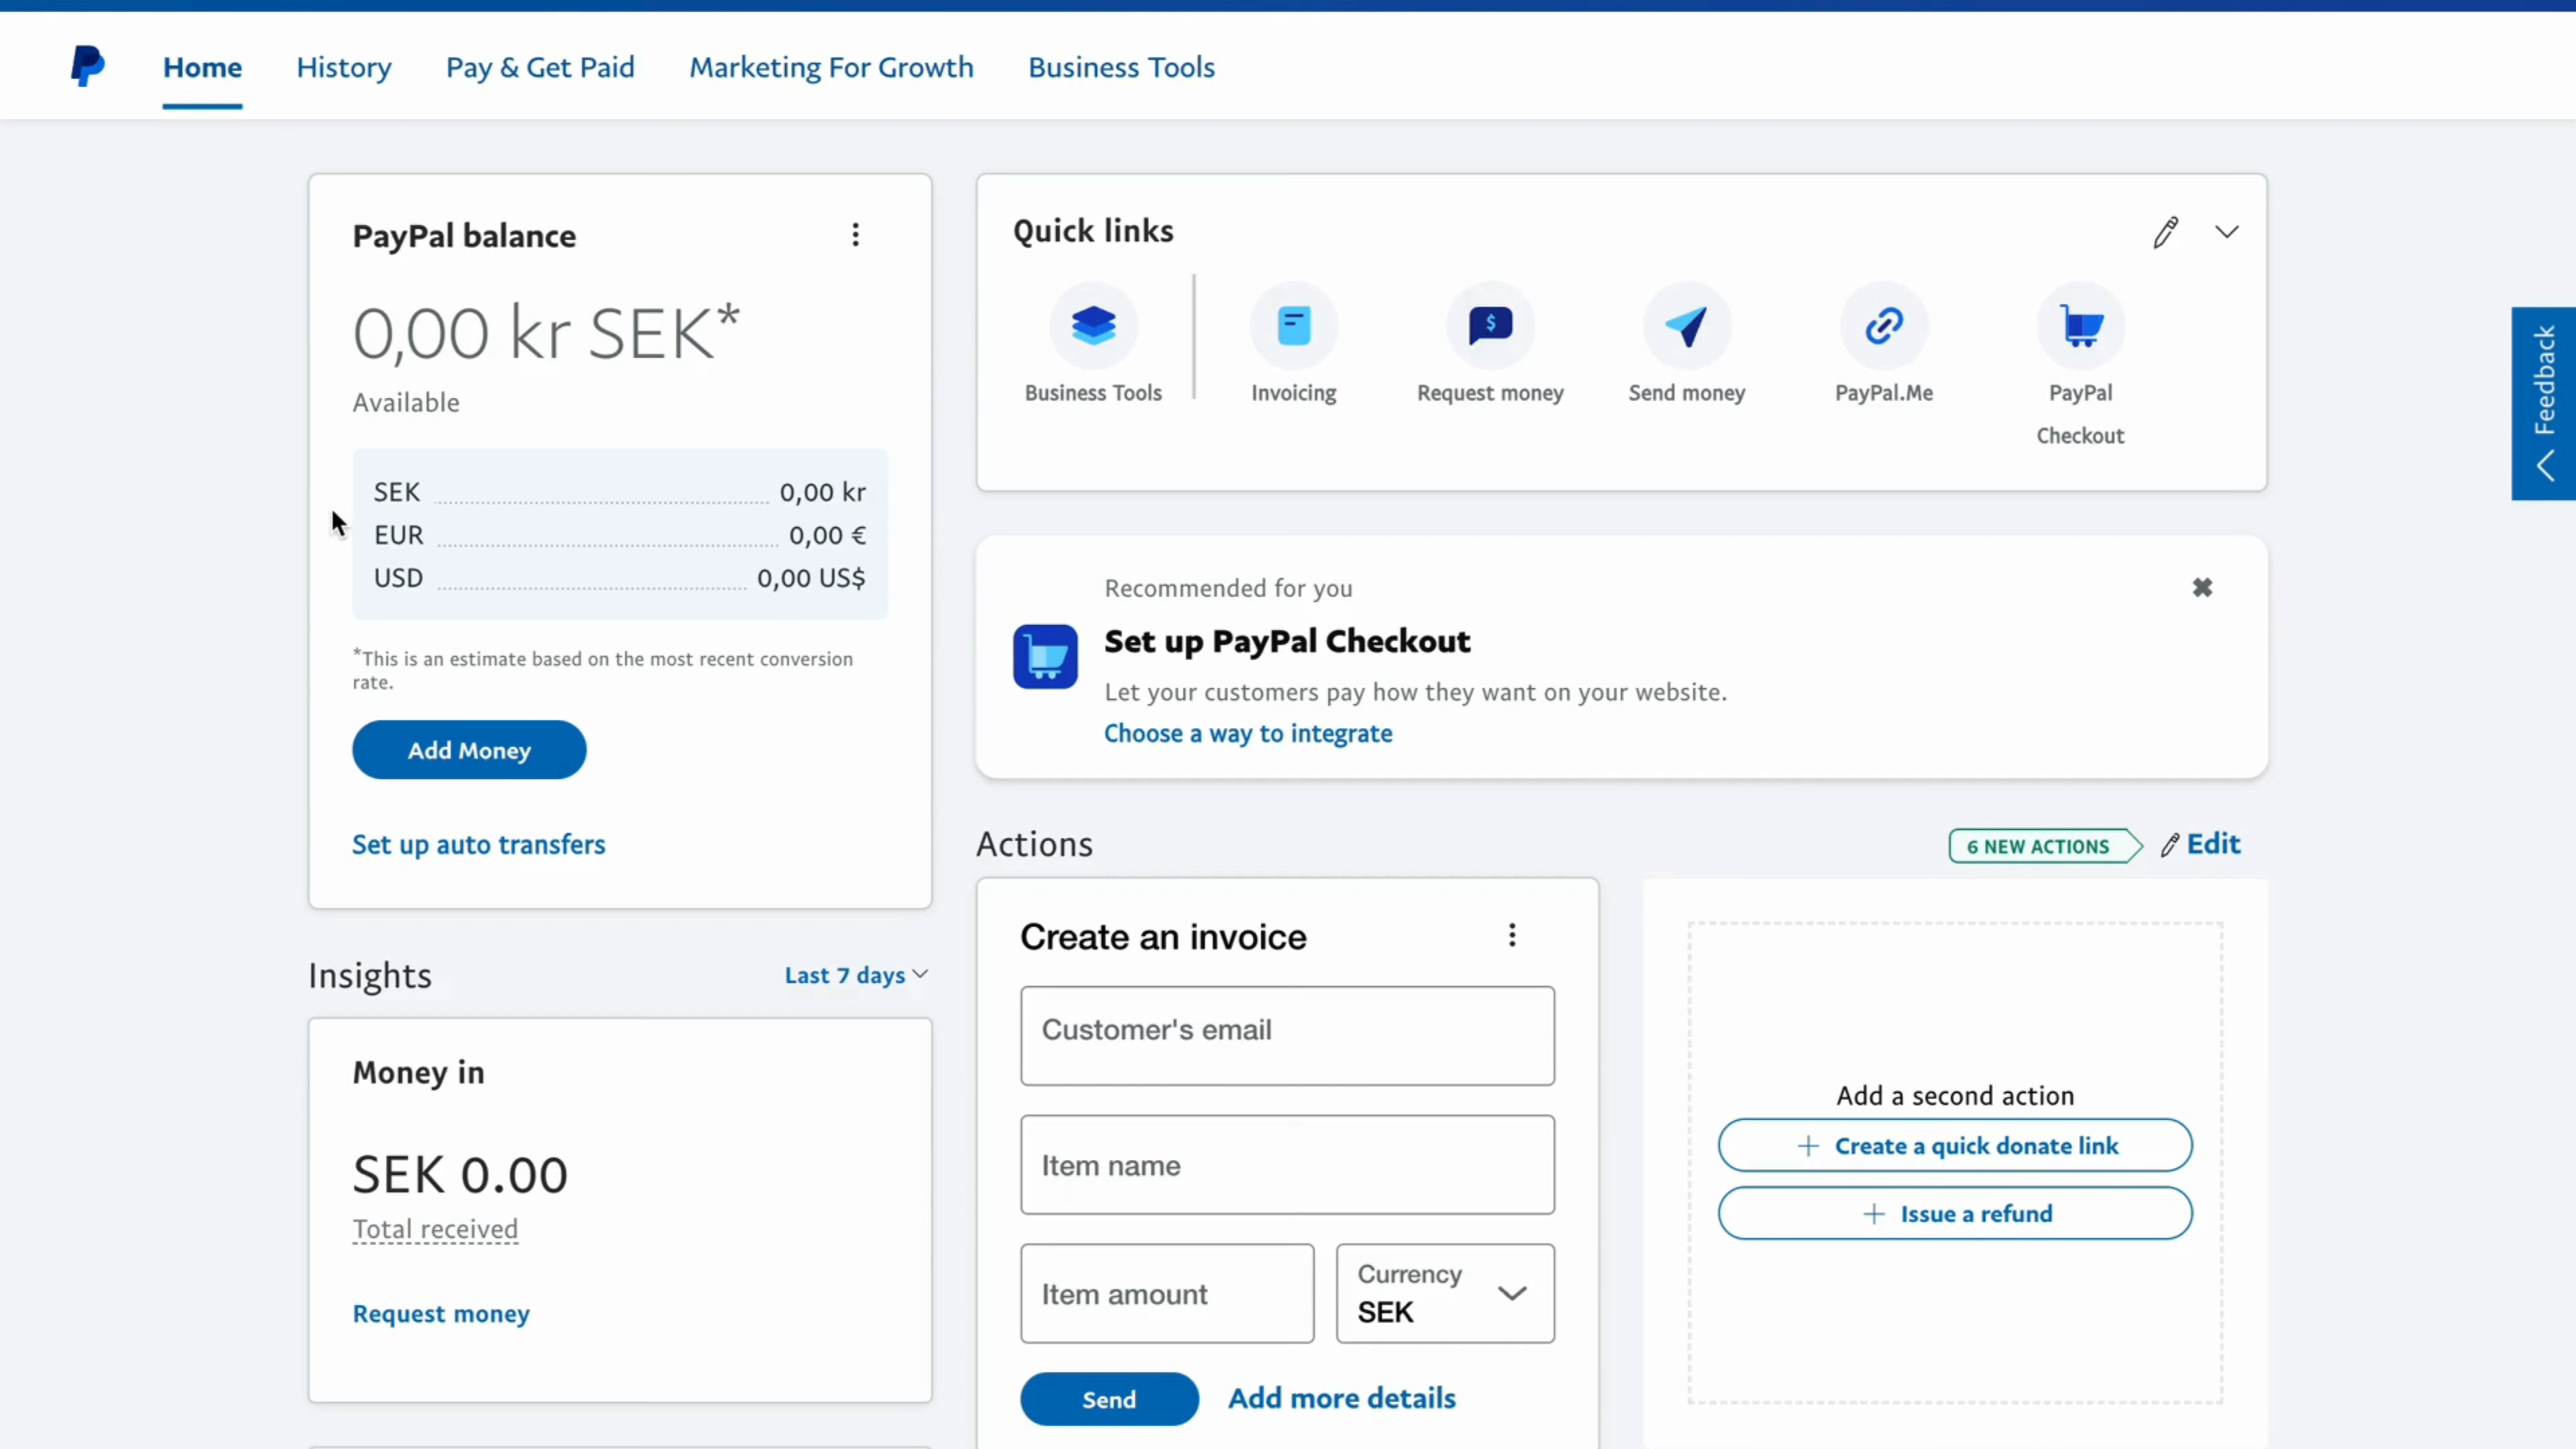 Home History Pay & Get Paid Marketing For Growth Business Tools
PayPal balance
0,00 kr SEK*
Available
SEK 0,00 kr
EUR 0,00 €
USD 0,00 US$
*This is an estimate based on the most recent conversion
rate.
Add Money
Set up auto transfers
Quick links
Business Tools
Invoicing
Request money
Send money
PayPal.Me
PayPal
Checkout
Feedback
Recommended for you
Set up PayPal Checkout
Let your customers pay how they want on your website.
Choose a way to integrate
Insights
Last 7 days
Money in
SEK 0.00
Total received
Request money
Actions
6 NEW ACTIONS
Edit
Create an invoice
Customer's email
Item name
Item amount
Currency
SEK
Send
Add more details
Add a second action
+ Create a quick donate link
+ Issue a refund